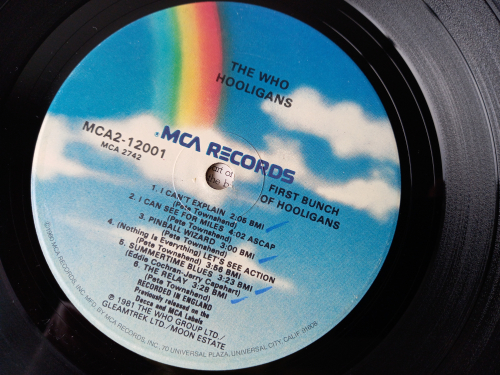 THE WHO
HOOLIGANS
MCA2-12001
MCA 2742
MCA RECORDS
FIRST BUNCH
OF HOOLIGANS
1. I CAN'T EXPLAIN 2:05 BMI
(Pete Townshend)
2. I CAN SEE FOR MILES 4:02 ASCAP
(Pete Townshend)
3. PINBALL WIZARD 3:00 BMI
(Pete Townshend)
4. (Nothing Is Everything) LET'S SEE ACTION
(Pete Townshend) 3:56 BMI
5. SUMMERTIME BLUES 3:23 BMI
(Eddie Cochran-Jerry Capehart)
6. THE RELAY 3:28 BMI
(Pete Townshend)
RECORDED IN ENGLAND
Previously released on the
Decca and MCA Labels
℗ 1981 THE WHO GROUP LTD./
GLEAMTREK LTD./MOON ESTATE
©1980 MCA RECORDS, INC. MFG. BY MCA RECORDS, INC., 70 UNIVERSAL PLAZA, UNIVERSAL CITY, CALIF. 91608